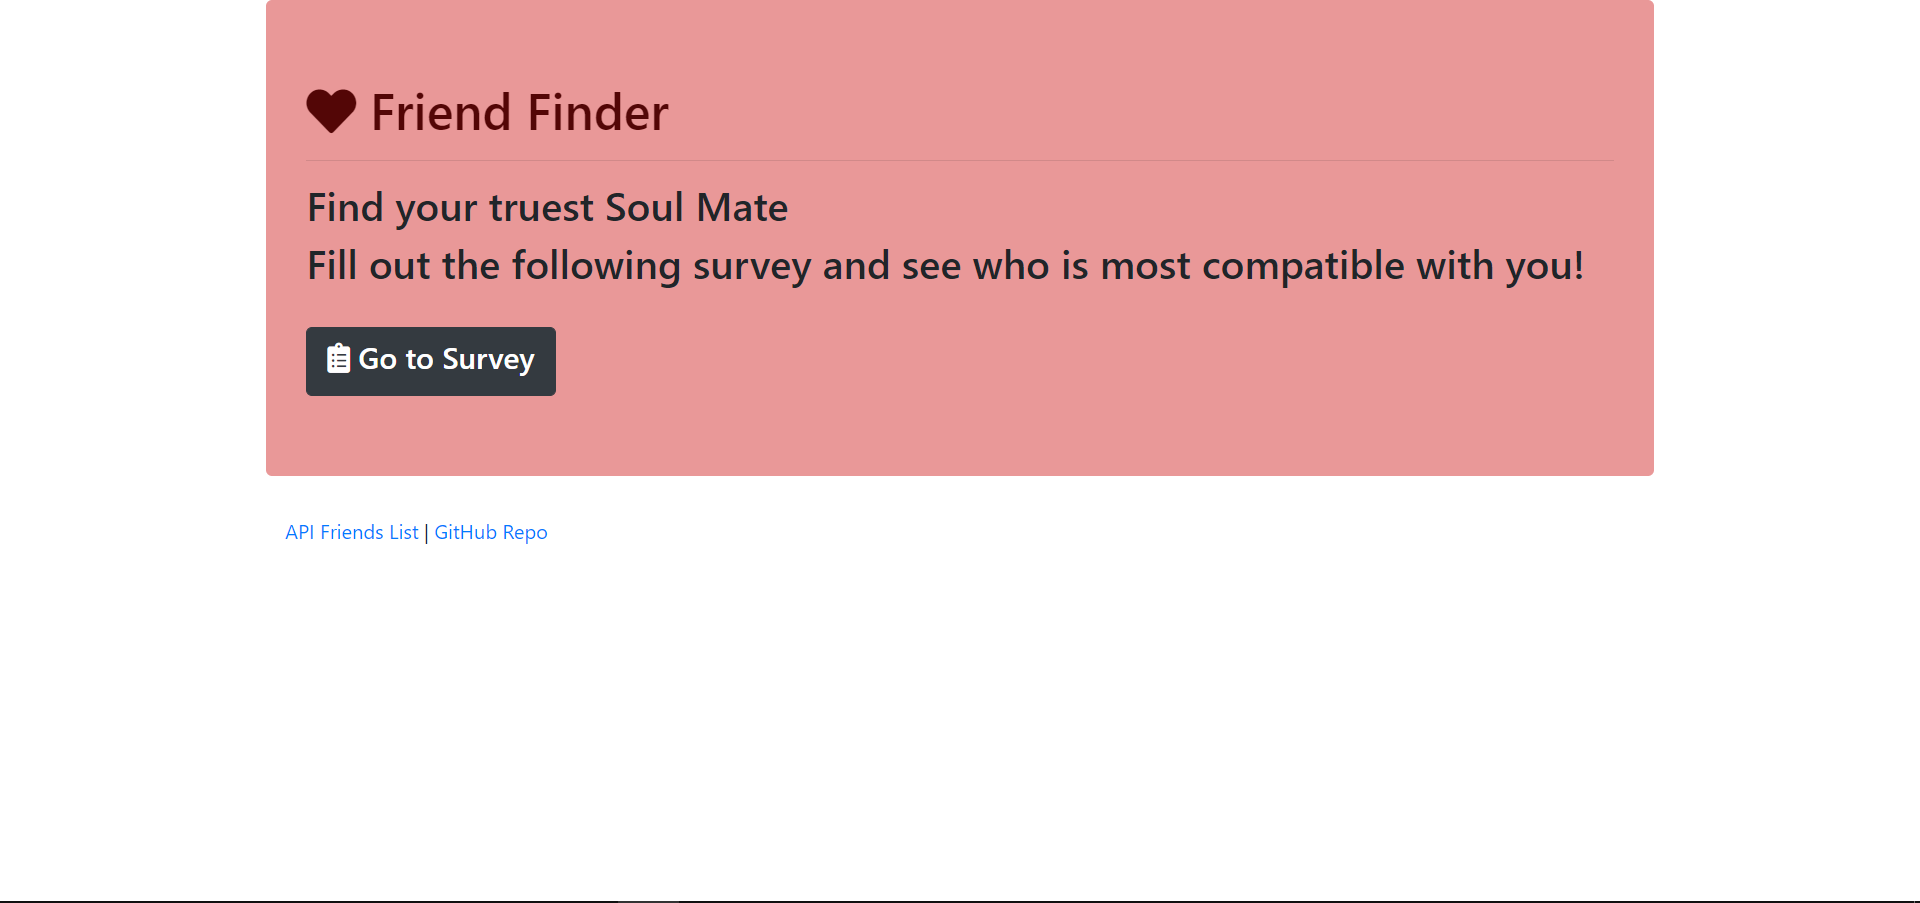 Friend Finder
Find your truest Soul Mate
Fill out the following survey and see who is most compatible with you!
Go to Survey
API Friends List | GitHub Repo